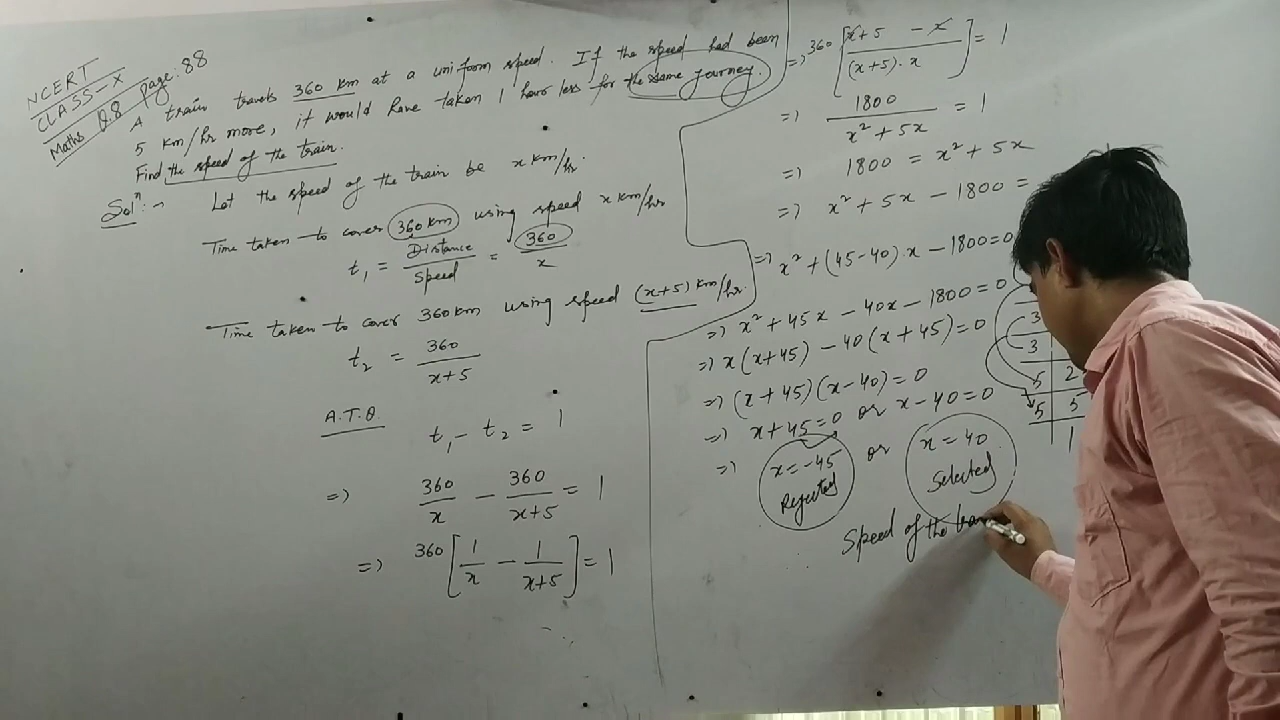 NCERT
CLASS-X
Maths Q.8 page:88
A train travels 360 km at a uniform speed. If the speed had been
5 km/hr more, it would have taken 1 hour less for the same journey.
Find the speed of the train.
Solⁿ:- Let the speed of the train be x km/hr.
Time taken to cover 360 km using speed x km/hr
t₁ = Distance/Speed = 360/x
Time taken to cover 360 km using speed (x+5) km/hr.
t₂ = 360/x+5
A.T.Q.
t₁ - t₂ = 1
=> 360/x - 360/x+5 = 1
=> 360[1/x - 1/x+5] = 1
=> 360[x+5 - x/(x+5).x] = 1
=> 1800/x² + 5x = 1
=> 1800 = x² + 5x
=> x² + 5x - 1800 =
=> x² + (45-40).x - 1800 = 0
=> x² + 45x - 40x - 1800 = 0
=> x(x+45) - 40(x+45) = 0
=> (x+45)(x-40) = 0
=> x+45 = 0 or x-40 = 0
=> x = -45 or x = 40
Rejected Selected
Speed of the
3
3
5 2
5 5
1